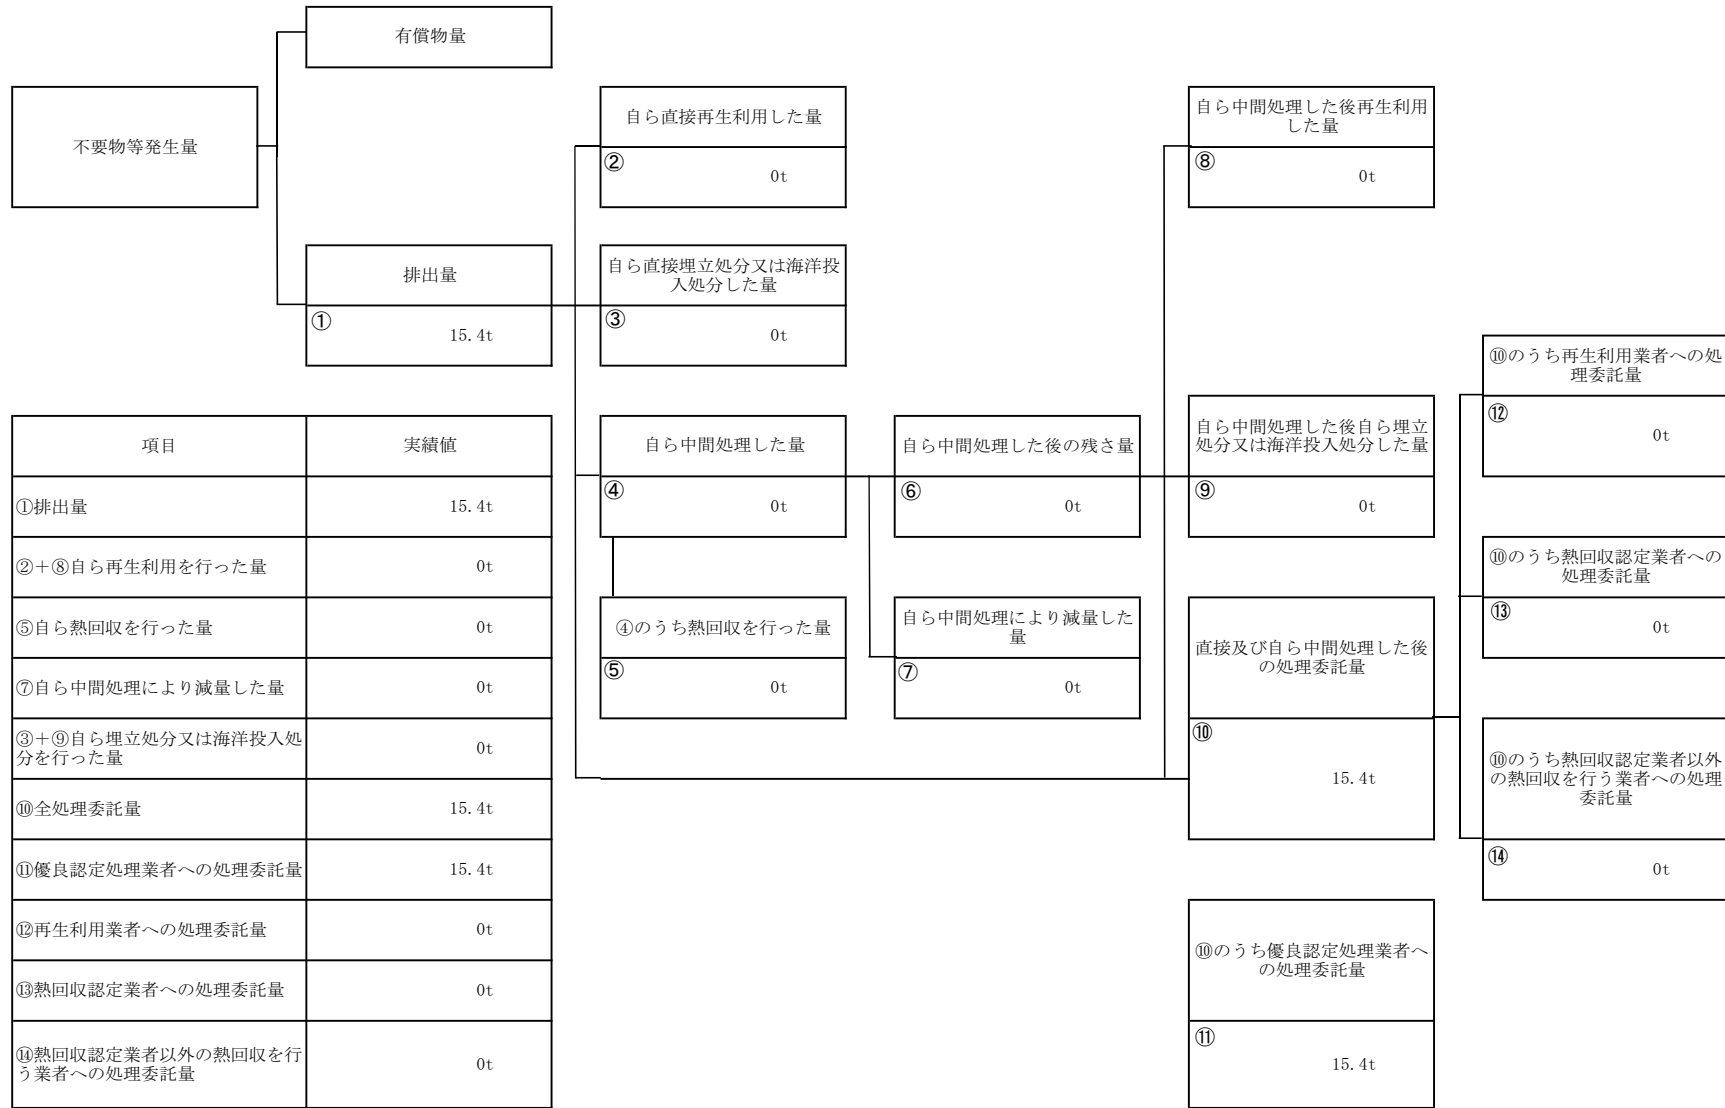 有償物量
不要物等発生量
自ら直接再生利用した量
②
0t
自ら中間処理した後再生利用
した量
⑧
0t
排出量
①
15.4t
自ら直接埋立処分又は海洋投
入処分した量
③
0t
⑩のうち再生利用業者への処
理委託量
⑫
0t
自ら中間処理した量
④
0t
自ら中間処理した後の残さ量
⑥
0t
自ら中間処理した後自ら埋立
処分又は海洋投入処分した量
⑨
0t
⑩のうち熱回収認定業者への
処理委託量
⑬
0t
④のうち熱回収を行った量
⑤
0t
自ら中間処理により減量した
量
⑦
0t
直接及び自ら中間処理した後
の処理委託量
⑩
15.4t
⑩のうち熱回収認定業者以外
の熱回収を行う業者への処理
委託量
⑭
0t
⑩のうち優良認定処理業者へ
の処理委託量
⑪
15.4t
項目 実績値
①排出量 15.4t
②＋⑧自ら再生利用を行った量 0t
⑤自ら熱回収を行った量 0t
⑦自ら中間処理により減量した量 0t
③＋⑨自ら埋立処分又は海洋投入処
分を行った量 0t
⑩全処理委託量 15.4t
⑪優良認定処理業者への処理委託量 15.4t
⑫再生利用業者への処理委託量 0t
⑬熱回収認定業者への処理委託量 0t
⑭熱回収認定業者以外の熱回収を行
う業者への処理委託量 0t